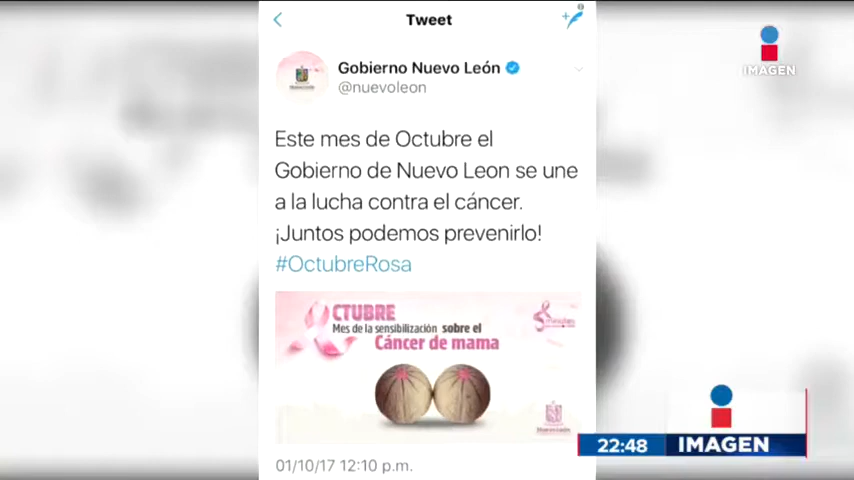 Tweet
IMAGEN
Gobierno Nuevo León
@nuevoleon
Este mes de Octubre el
Gobierno de Nuevo Leon se une
a la lucha contra el cáncer.
¡Juntos podemos prevenirlo!
#OctubreRosa
CTUBRE
Mes de la sensibilización sobre el
Cáncer de mama
22:48 IMAGEN
01/10/17 12:10 p.m.